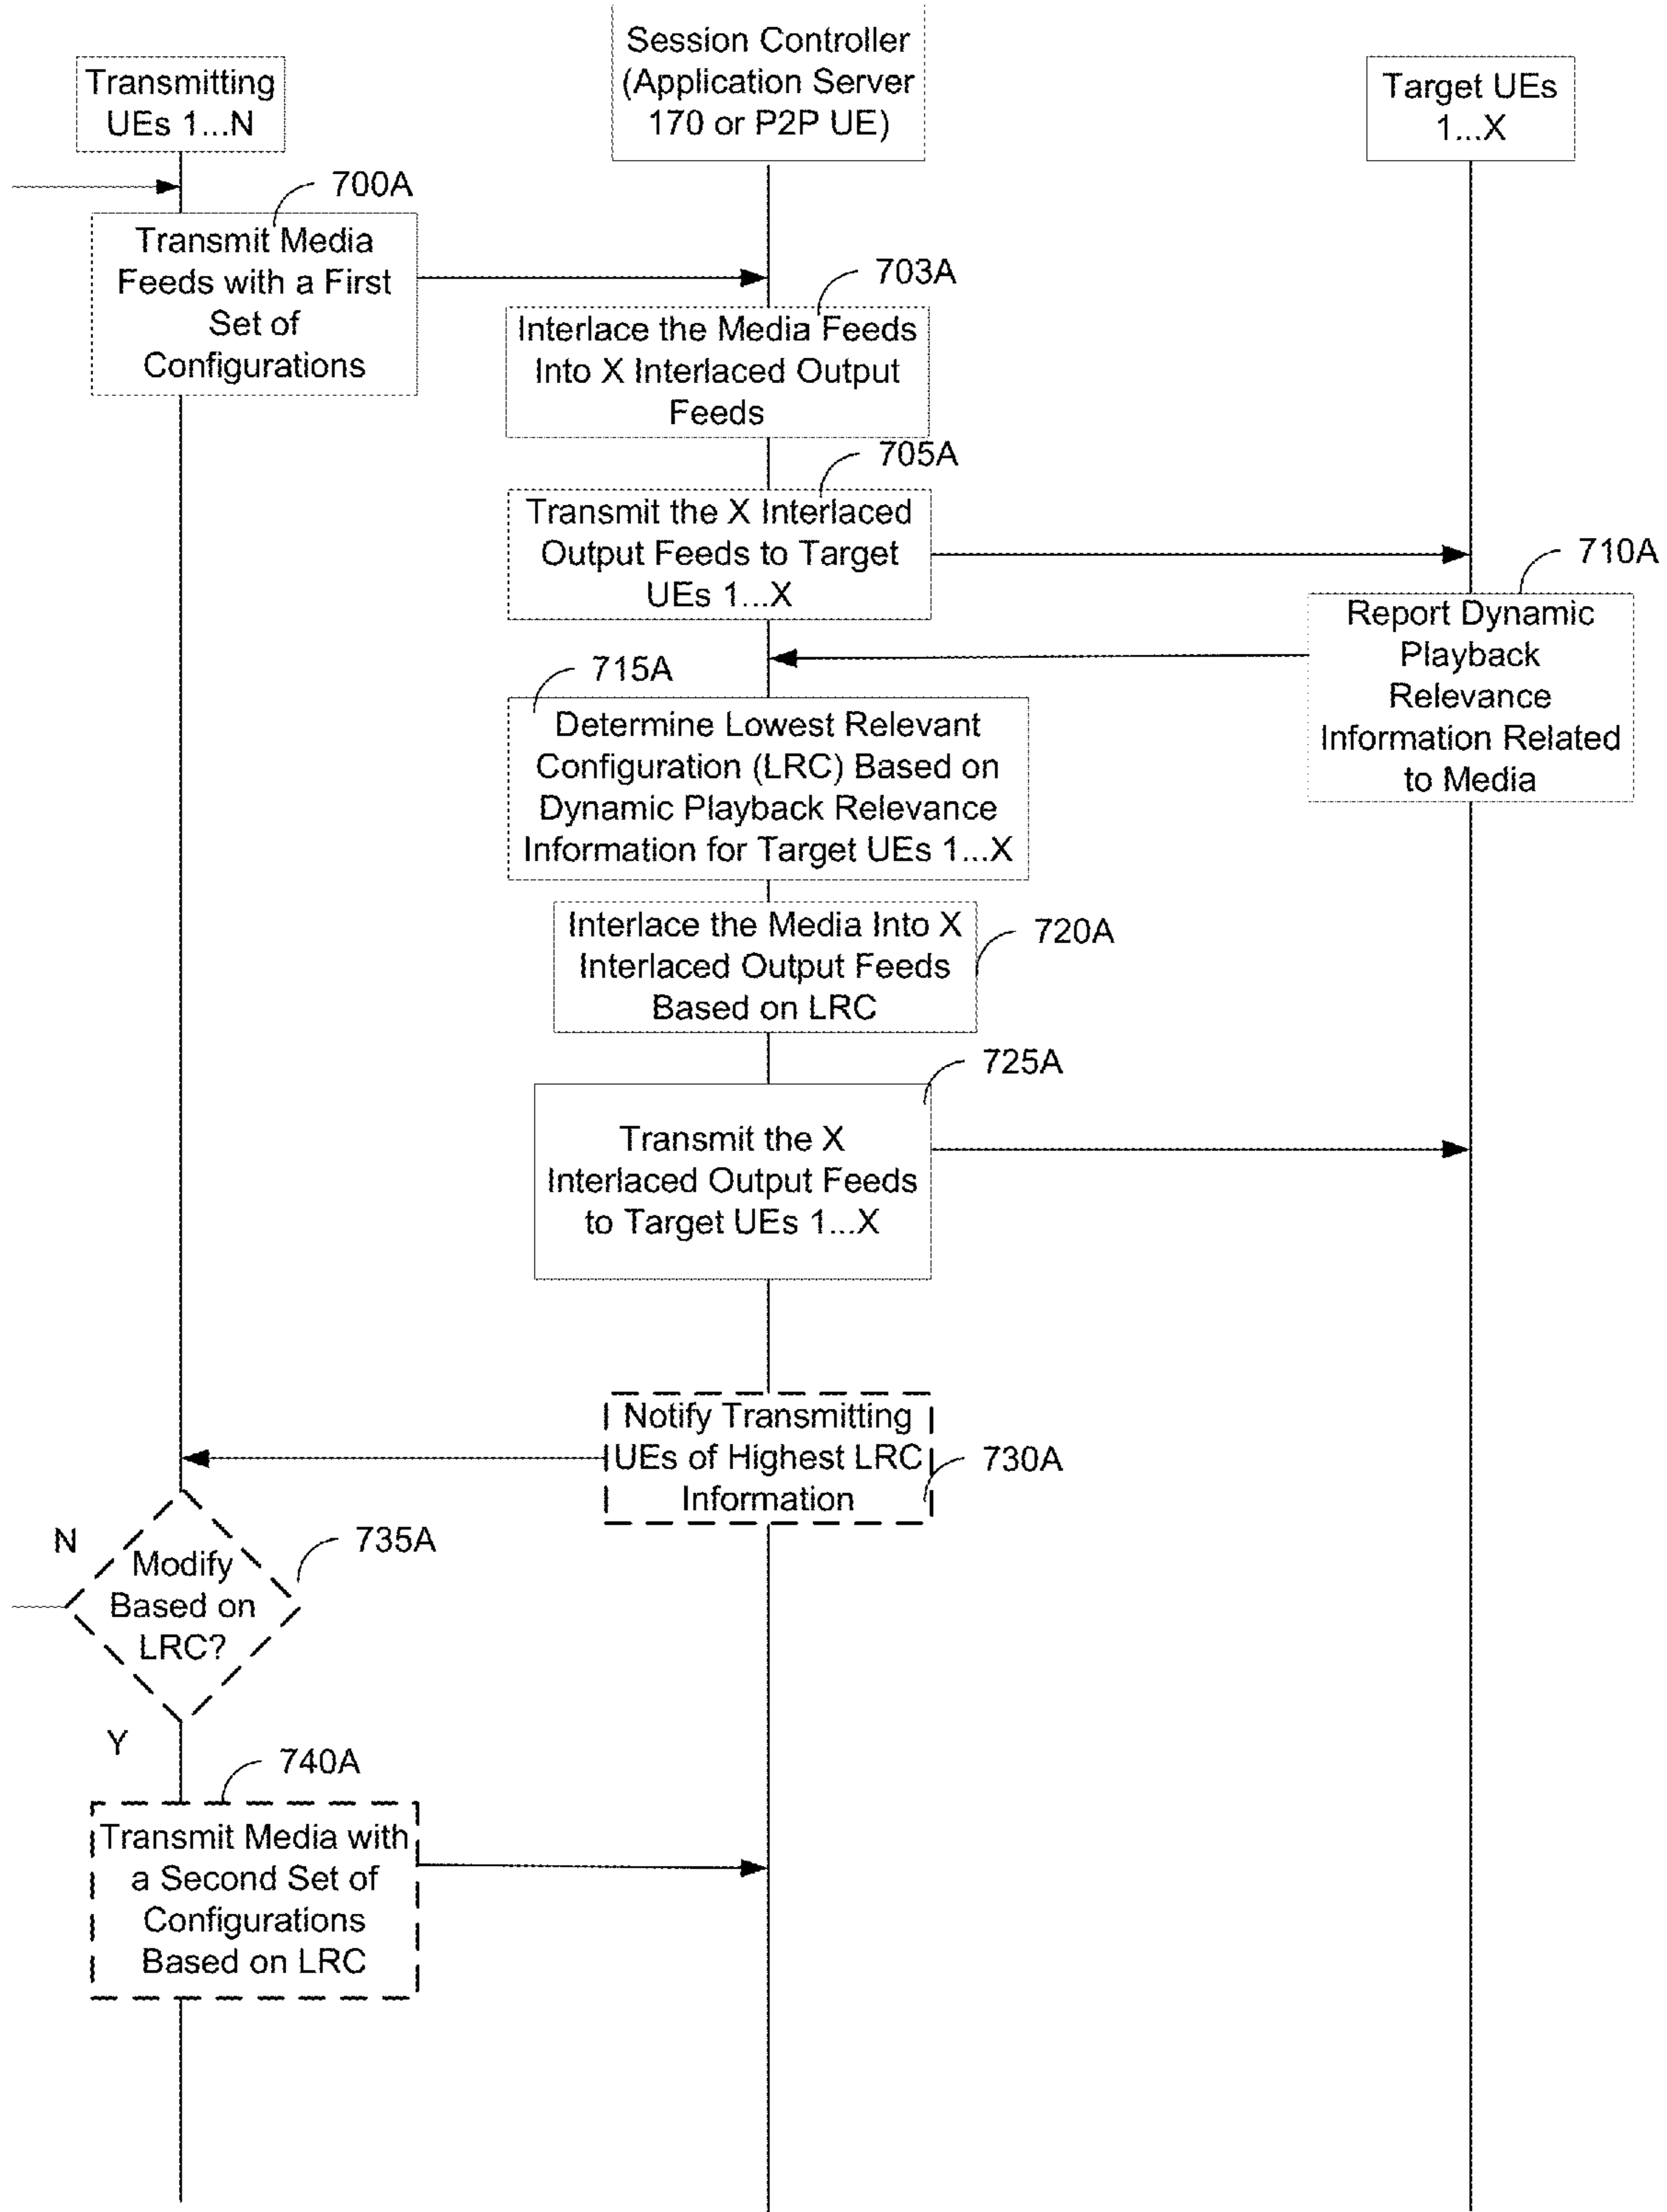 Session Controller
(Application Server
170 or P2P UE)
Transmitting
UEs 1...N
Target UEs
1...X
700A
Transmit Media
Feeds with a First
Set of
Configurations
703A
Interlace the Media Feeds
Into X Interlaced Output
Feeds
705A
Transmit the X Interlaced
Output Feeds to Target
UEs 1...X
710A
Report Dynamic
Playback
Relevance
Information Related
to Media
715A
Determine Lowest Relevant
Configuration (LRC) Based on
Dynamic Playback Relevance
Information for Target UEs 1...X
Interlace the Media Into X
Interlaced Output Feeds
Based on LRC
720A
725A
Transmit the X
Interlaced Output Feeds
to Target UEs 1...X
Notify Transmitting
UEs of Highest LRC
Information
730A
N
735A
Modify
Based on
LRC?
Y
740A
Transmit Media with
a Second Set of
Configurations
Based on LRC